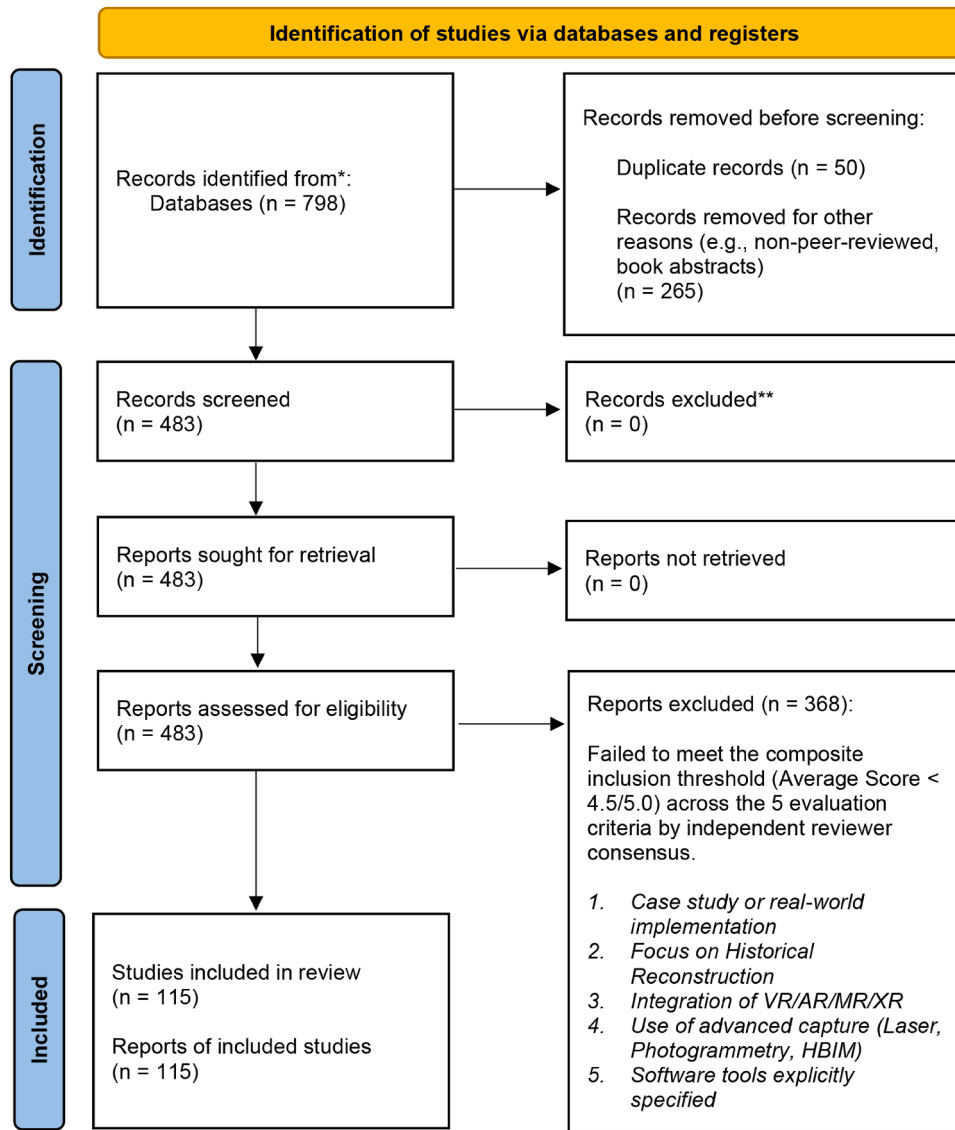 Identification of studies via databases and registers
Identification
Records identified from*:
Databases (n = 798)
Records removed before screening:
Duplicate records (n = 50)
Records removed for other
reasons (e.g., non-peer-reviewed,
book abstracts)
(n = 265)
Screening
Records screened
(n = 483)
Records excluded**
(n = 0)
Reports sought for retrieval
(n = 483)
Reports not retrieved
(n = 0)
Reports assessed for eligibility
(n = 483)
Reports excluded (n = 368):
Failed to meet the composite
inclusion threshold (Average Score <
4.5/5.0) across the 5 evaluation
criteria by independent reviewer
consensus.
1. Case study or real-world
implementation
2. Focus on Historical
Reconstruction
3. Integration of VR/AR/MR/XR
4. Use of advanced capture (Laser,
Photogrammetry, HBIM)
5. Software tools explicitly
specified
Included
Studies included in review
(n = 115)
Reports of included studies
(n = 115)